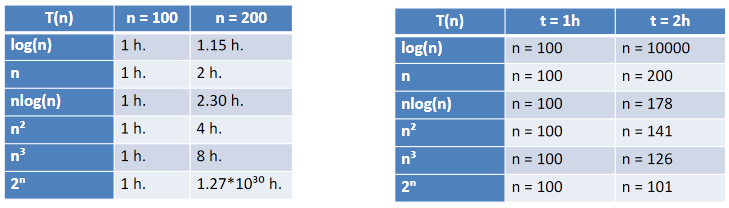 T(n) n = 100 n = 200
log(n) 1 h. 1.15 h.
n 1 h. 2 h.
nlog(n) 1 h. 2.30 h.
n² 1 h. 4 h.
n³ 1 h. 8 h.
2ⁿ 1 h. 1.27*10³⁰ h.
T(n) t = 1h t = 2h
log(n) n = 100 n = 10000
n n = 100 n = 200
nlog(n) n = 100 n = 178
n² n = 100 n = 141
n³ n = 100 n = 126
2ⁿ n = 100 n = 101